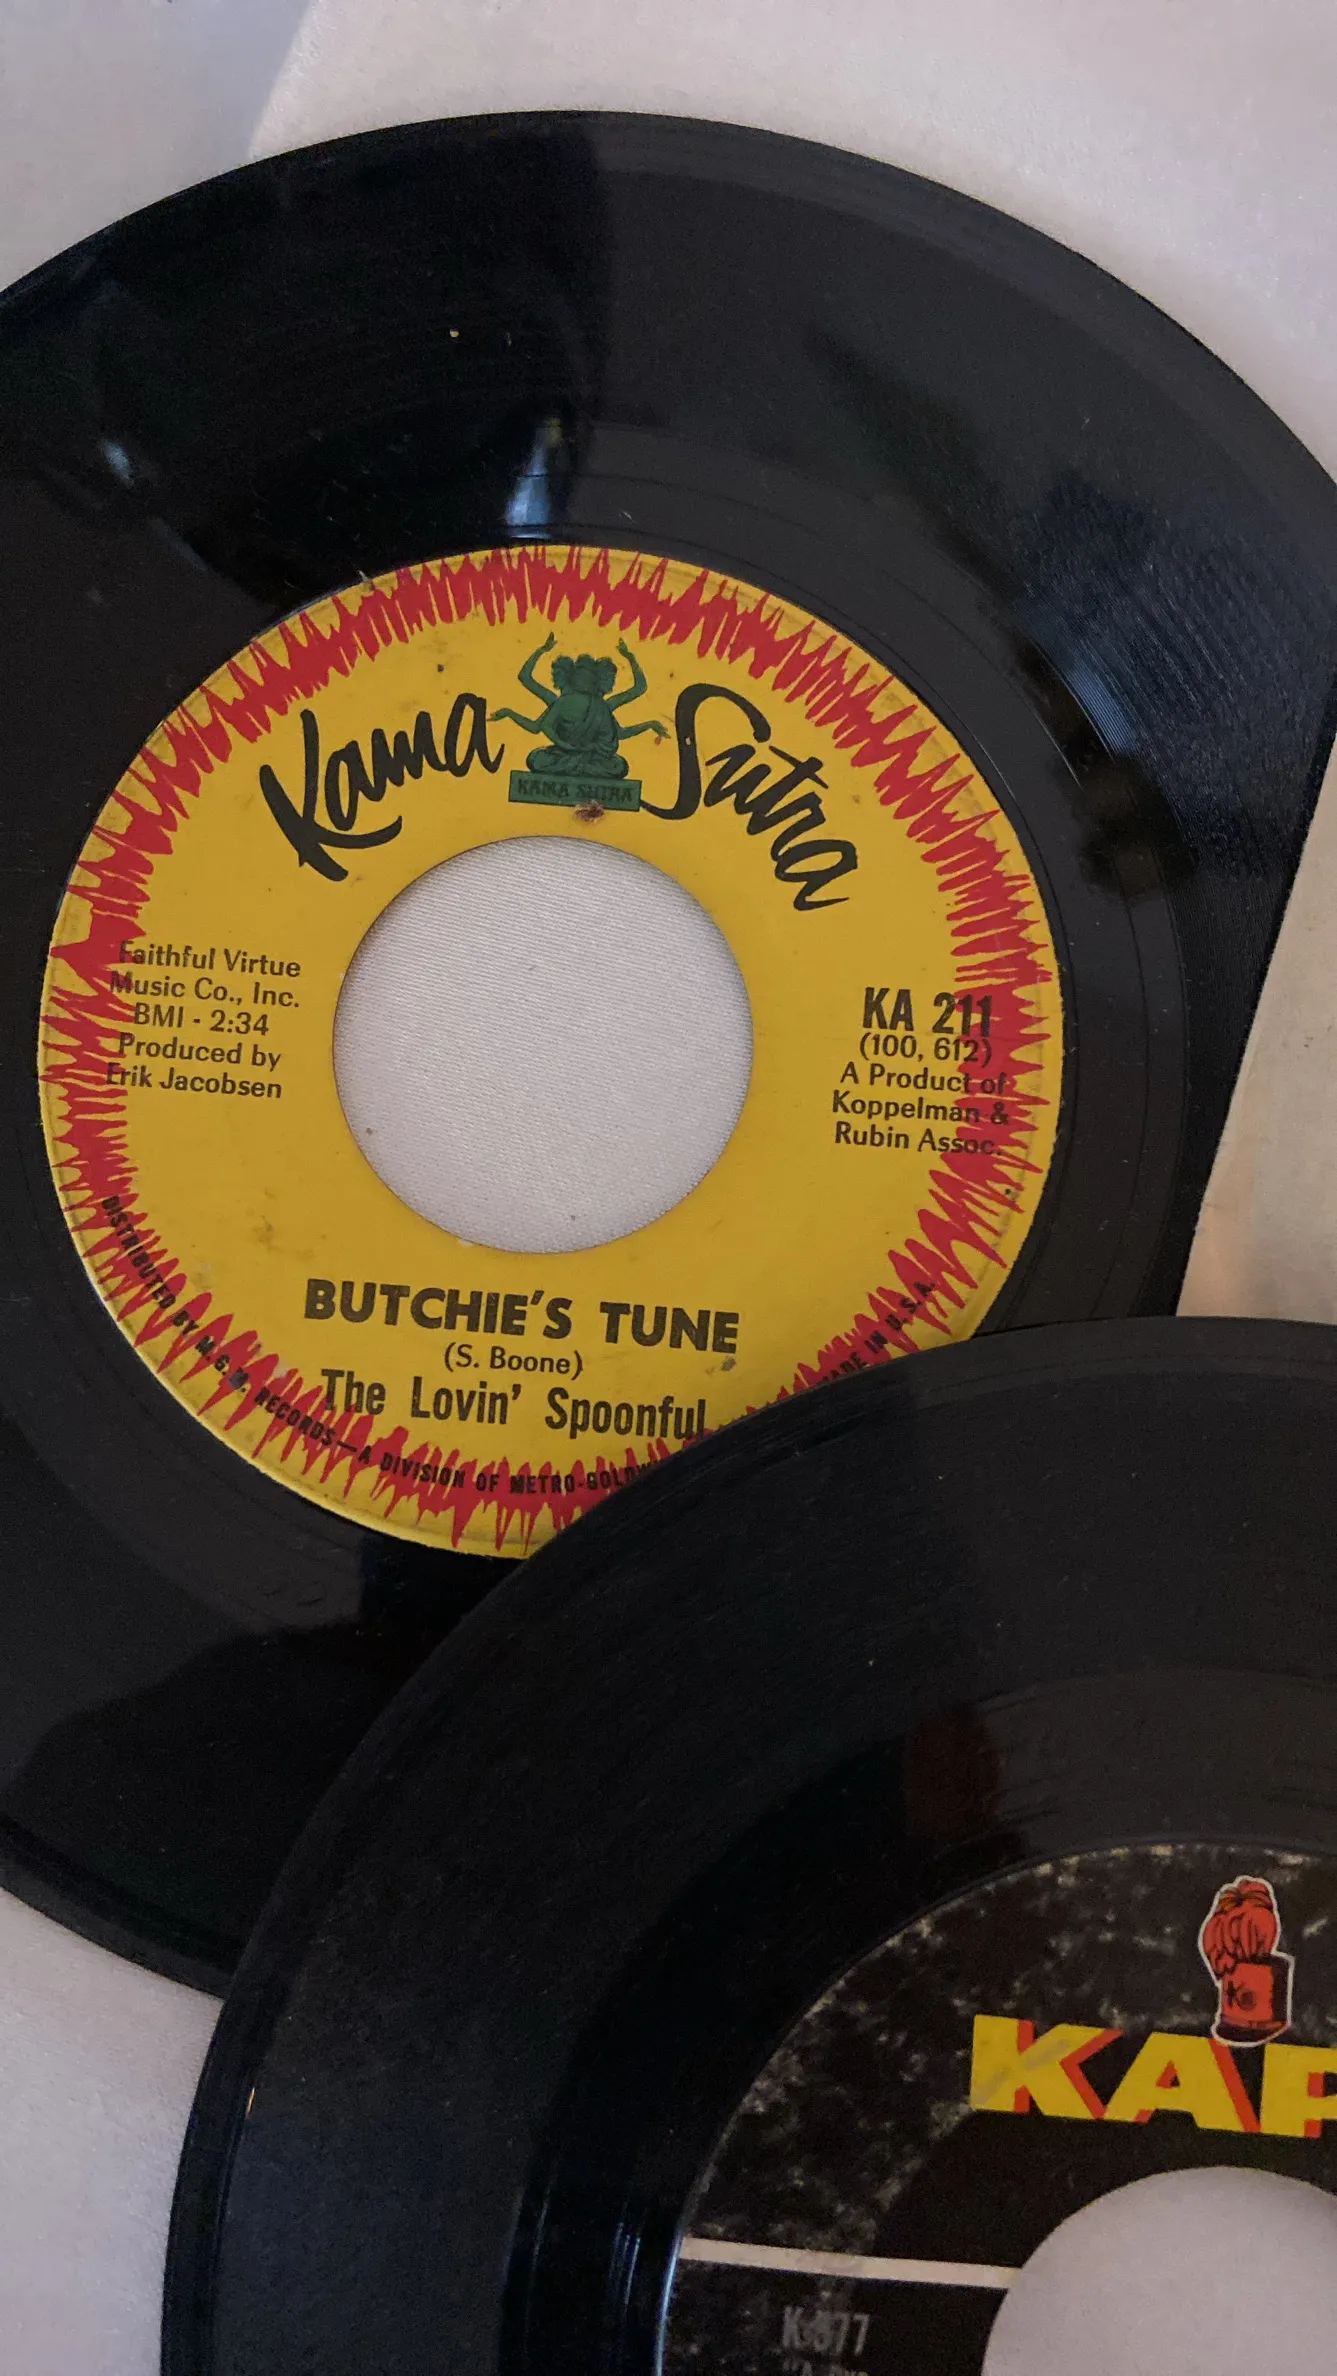 Kama Sutra
KAMA SUTRA
Faithful Virtue
Music Co., Inc.
BMI - 2:34
Produced by
Erik Jacobsen
KA 211
(100, 612)
A Product of
Koppelman &
Rubin Assoc.
BUTCHIE'S TUNE
(S. Boone)
The Lovin' Spoonful
DISTRIBUTED BY M.G.M. RECORDS—A DIVISION OF METRO-GOLDW
ADE IN U.S.A.
KAP